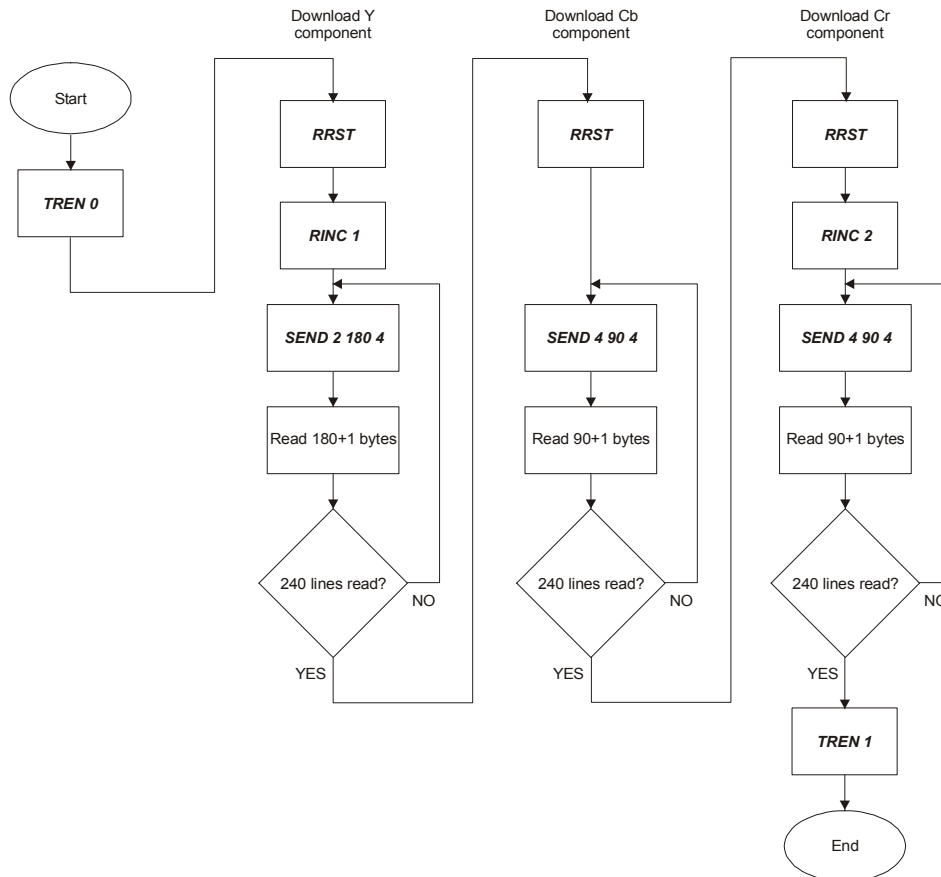 Start
TREN 0
Download Y
component
RRST
RINC 1
SEND 2 180 4
Read 180+1 bytes
240 lines read?
NO
YES
Download Cb
component
RRST
SEND 4 90 4
Read 90+1 bytes
240 lines read?
NO
YES
Download Cr
component
RRST
RINC 2
SEND 4 90 4
Read 90+1 bytes
240 lines read?
NO
YES
TREN 1
End